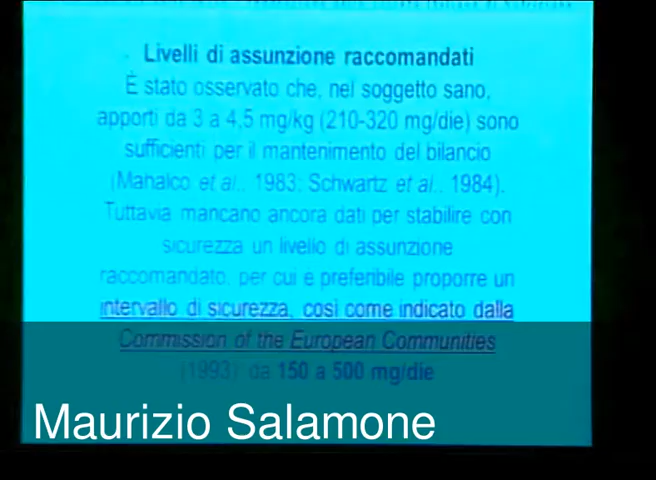 Livelli di assunzione raccomandati
È stato osservato che, nel soggetto sano,
apporti da 3 a 4,5 mg/kg (210-320 mg/die) sono
sufficienti per il mantenimento del bilancio
(Mahalco et al., 1983; Schwartz et al., 1984).
Tuttavia mancano ancora dati per stabilire con
sicurezza un livello di assunzione
raccomandato, per cui è preferibile proporre un
intervallo di sicurezza, così come indicato dalla
Commission of the European Communities
(1993): da 150 a 500 mg/die
Maurizio Salamone